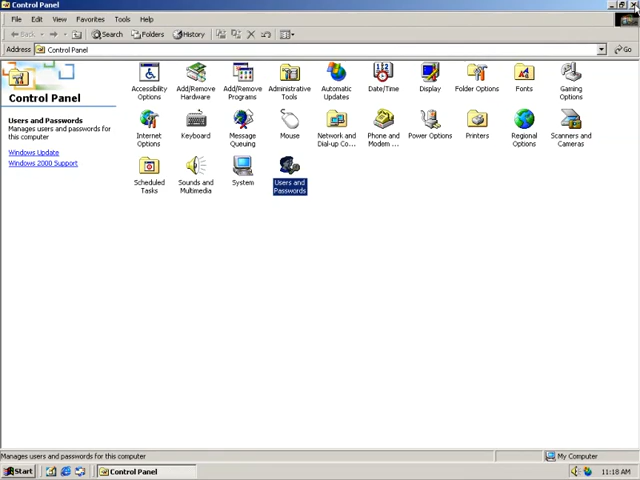 Control Panel
File Edit View Favorites Tools Help
Back Search Folders History
Address Control Panel Go
Control Panel
Users and Passwords
Manages users and passwords for this computer
Windows Update
Windows 2000 Support
Accessibility Options
Add/Remove Hardware
Add/Remove Programs
Administrative Tools
Automatic Updates
Date/Time
Display
Folder Options
Fonts
Gaming Options
Internet Options
Keyboard
Message Queuing
Mouse
Network and Dial-up Co...
Phone and Modem ...
Power Options
Printers
Regional Options
Scanners and Cameras
Scheduled Tasks
Sounds and Multimedia
System
Users and Passwords
Manages users and passwords for this computer My Computer
Start Control Panel 11:18 AM